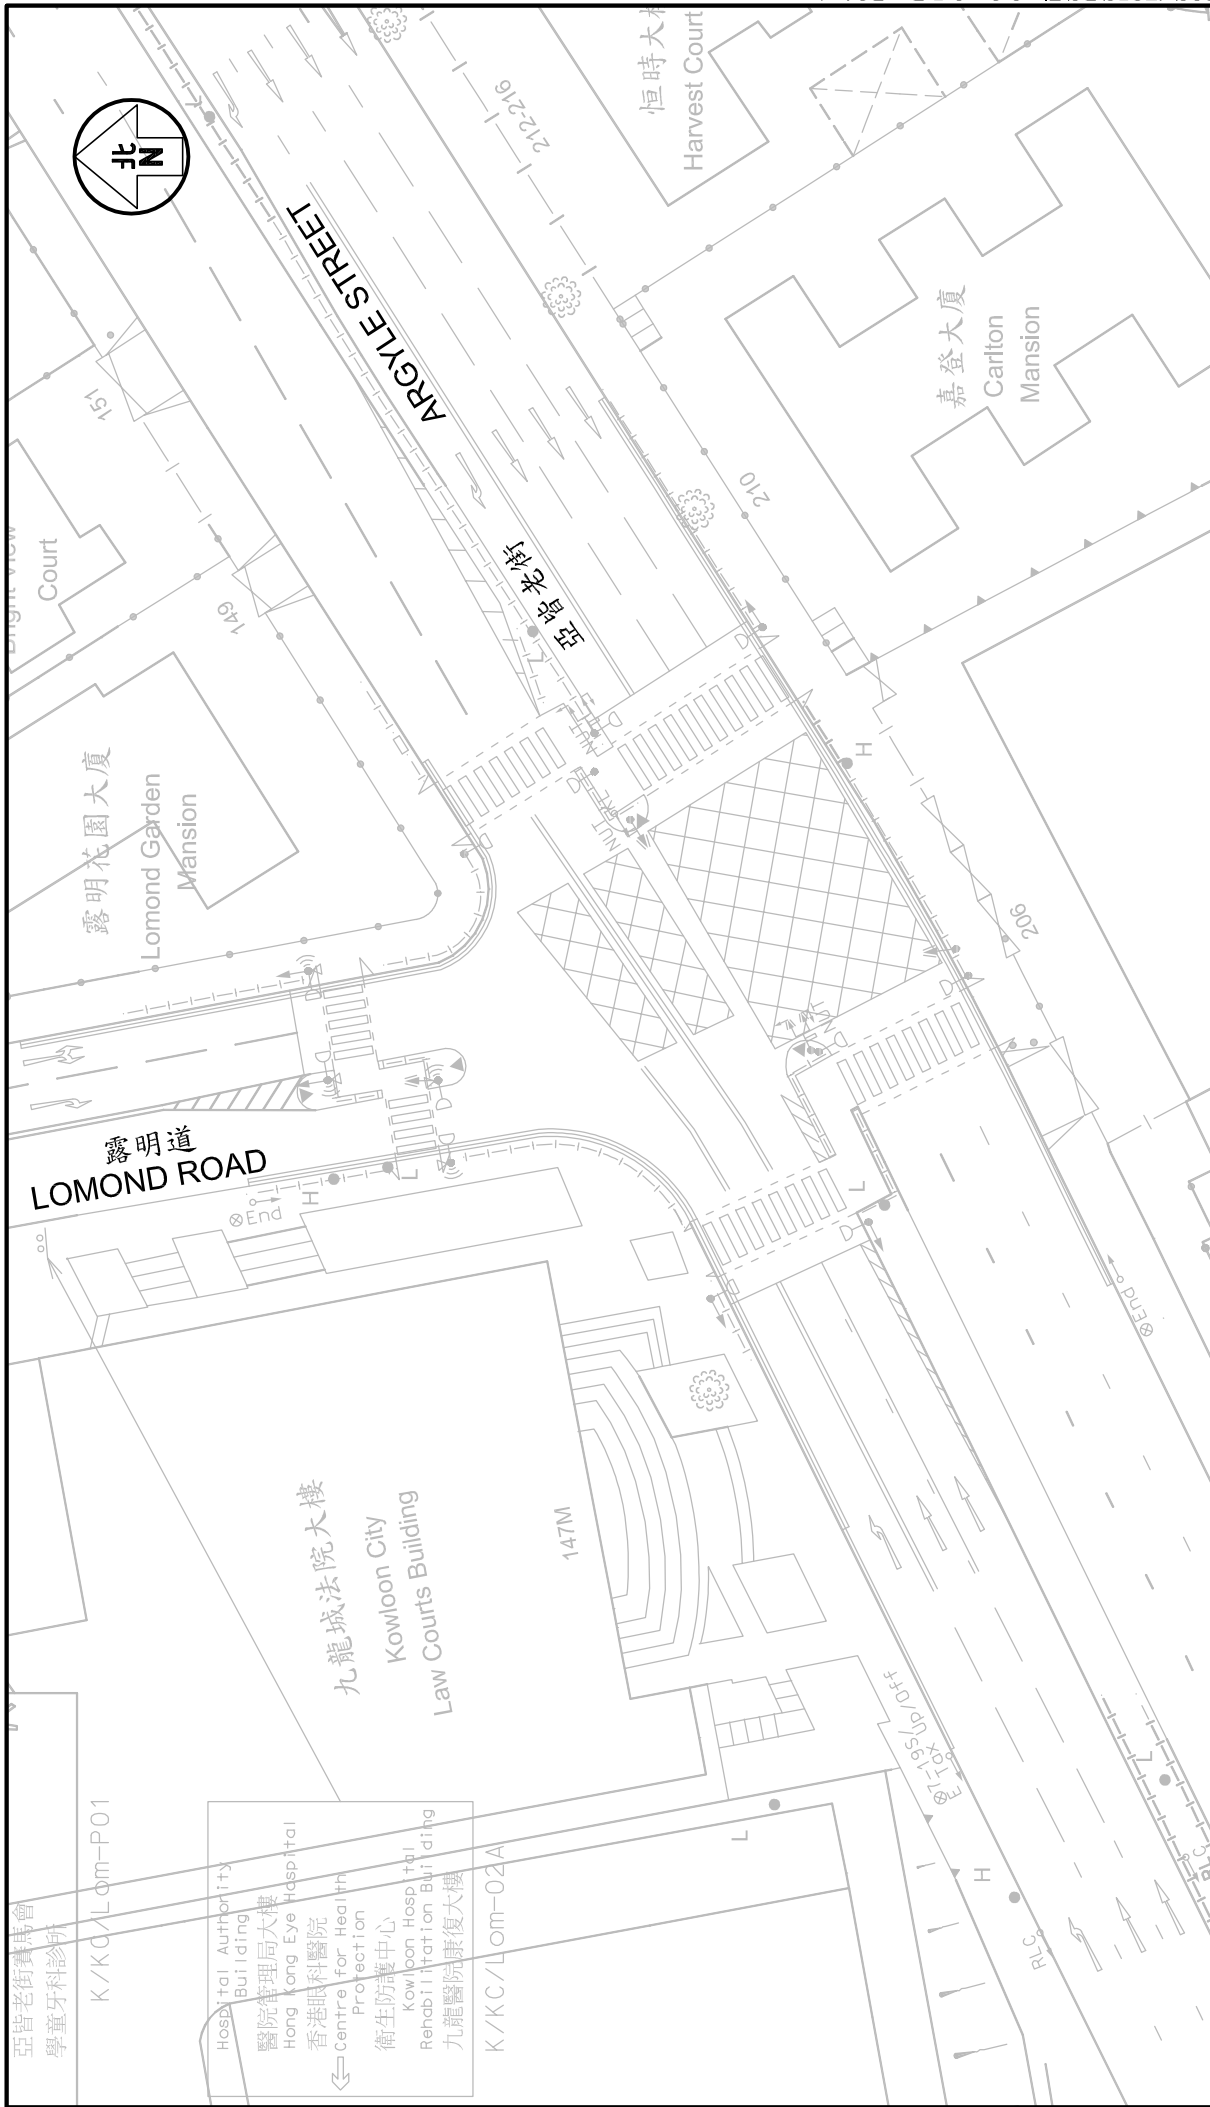 N
北
ARGYLE STREET
亞皆老街
露明道
LOMOND ROAD
恒時大
Harvest Court
212-216
嘉登大廈
Carlton
Mansion
210
206
151
149
Court
露明花園大廈
Lomond Garden
Mansion
H
L
L
H
L
⊗End
⊗End
九龍城法院大樓
Kowloon City
Law Courts Building
147M
⊗7-19S/Up/Off
E Tax
H
L
L
RLC
亞皆老街賽馬會
學童牙科診所
K/KC/Lom-P01
Hospital Authority
Building
醫院管理局大樓
Hong Kong Eye Hospital
香港眼科醫院
Centre for Health
Protection
衞生防護中心
Kowloon Hospital
Rehabilitation Building
九龍醫院康復大樓
K/KC/Lom-02A